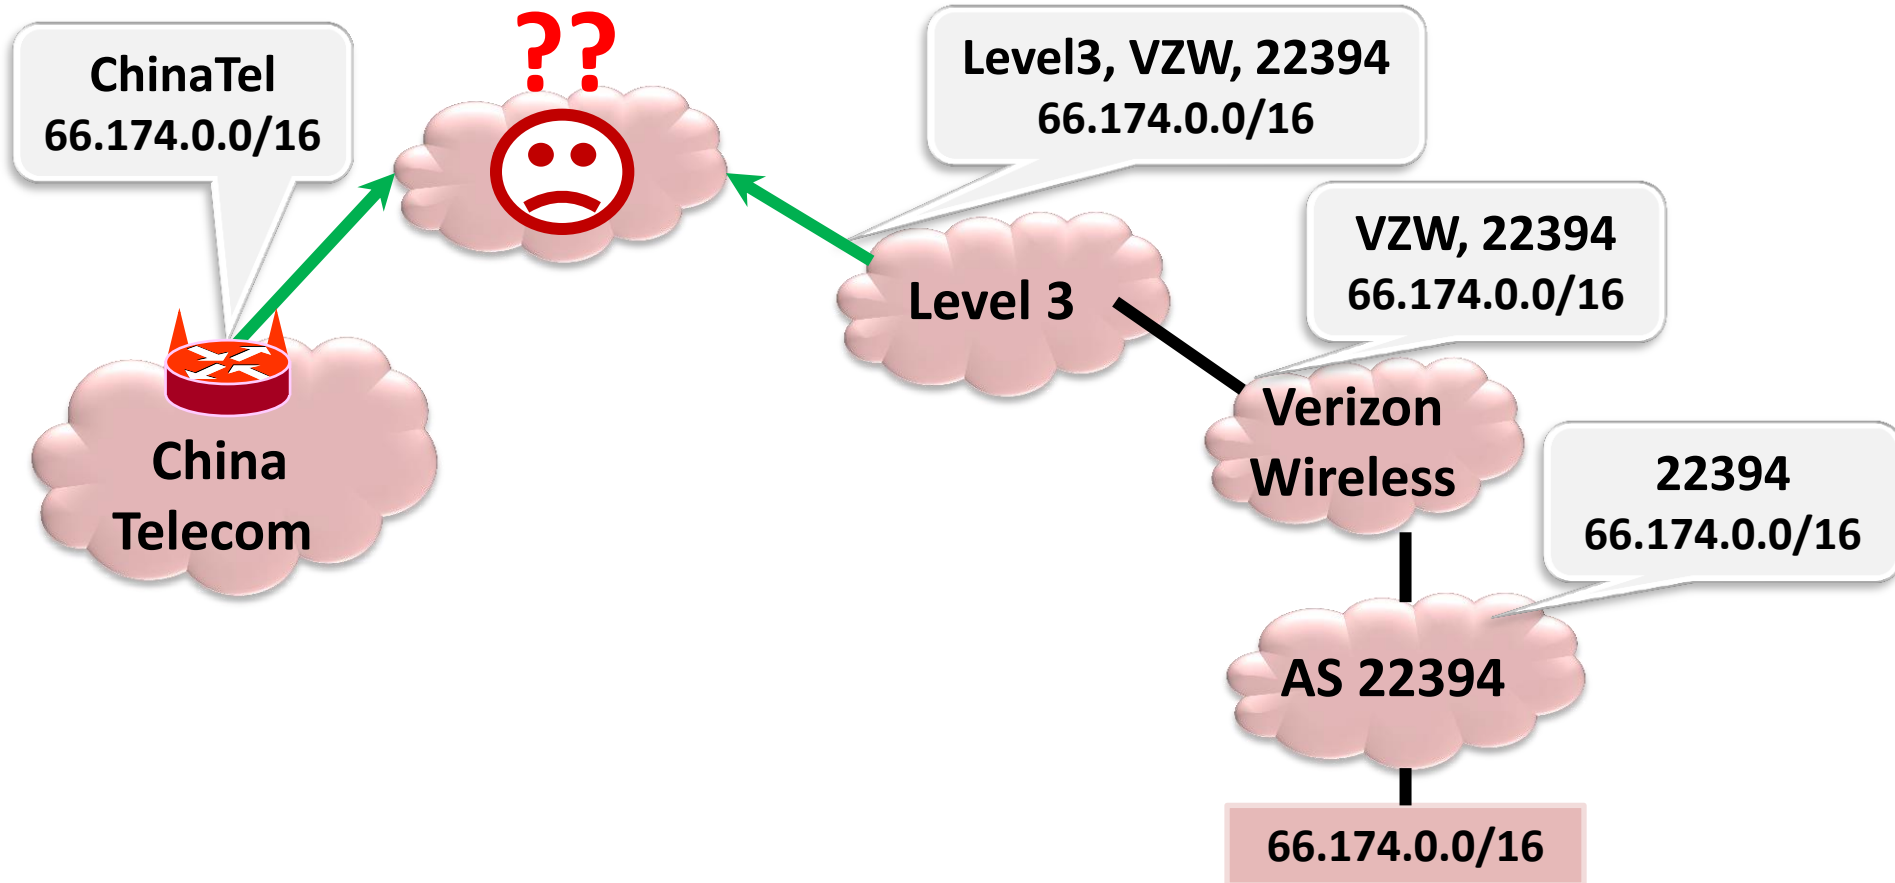 ??
ChinaTel
66.174.0.0/16
Level3, VZW, 22394
66.174.0.0/16
VZW, 22394
66.174.0.0/16
Level 3
China
Telecom
Verizon
Wireless
22394
66.174.0.0/16
AS 22394
66.174.0.0/16